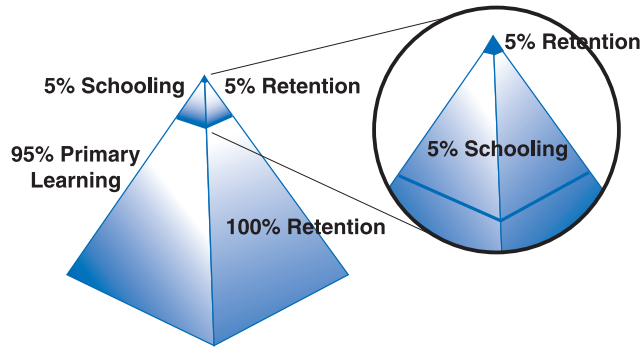 5% Retention
5% Schooling
5% Retention
5% Schooling
95% Primary
Learning
100% Retention